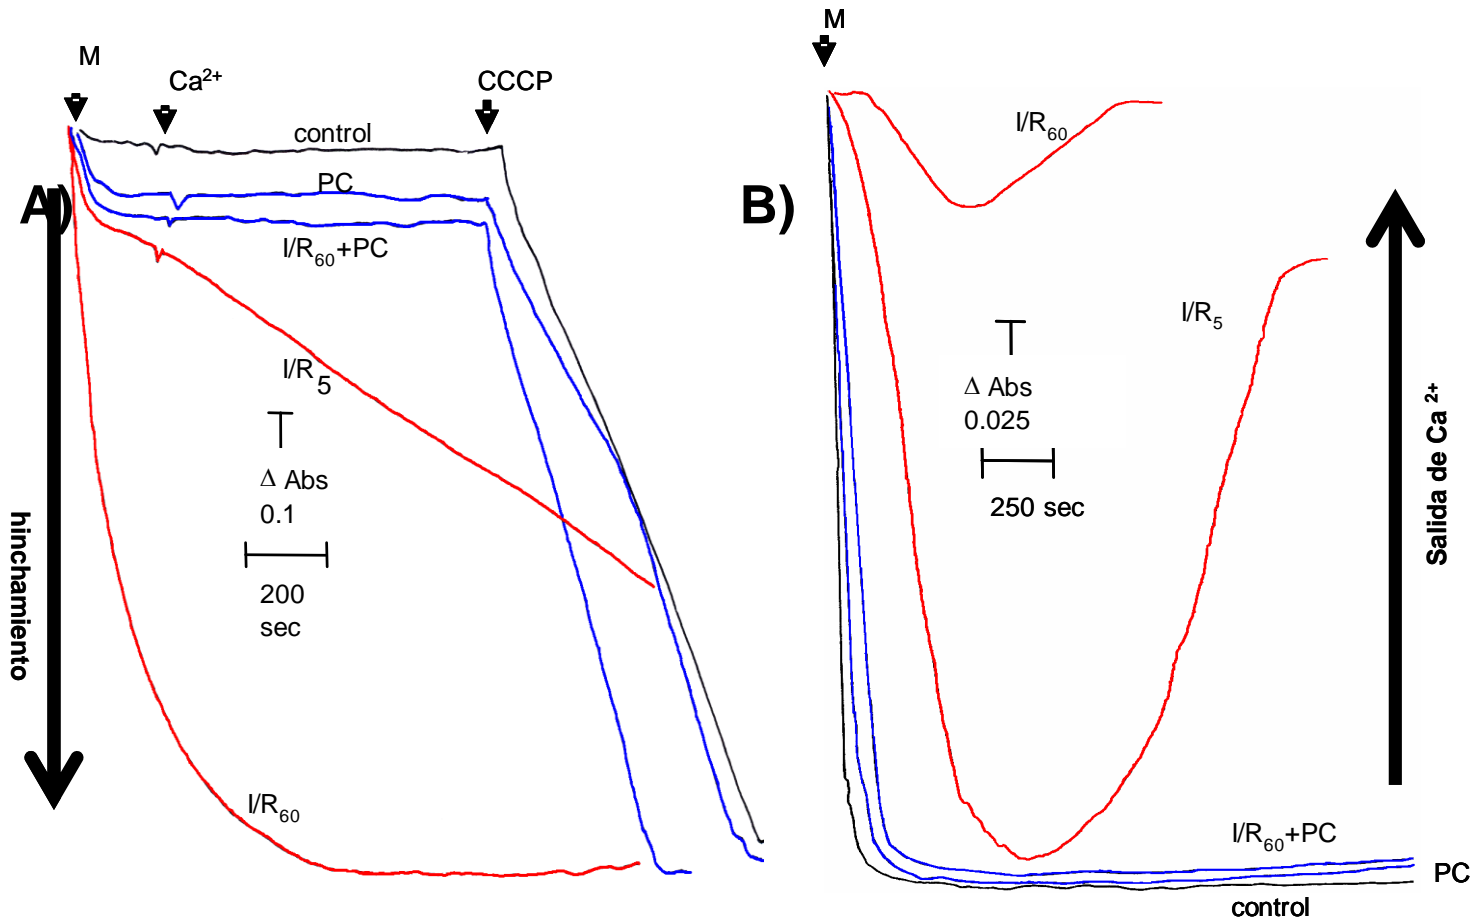 M
Ca²⁺
CCCP
control
PC
A)
I/R₆₀+PC
I/R₅
Δ Abs
0.1
200
sec
hinchamiento
I/R₆₀
M
I/R₆₀
B)
I/R₅
Δ Abs
0.025
250 sec
Salida de Ca ²⁺
I/R₆₀+PC
PC
control